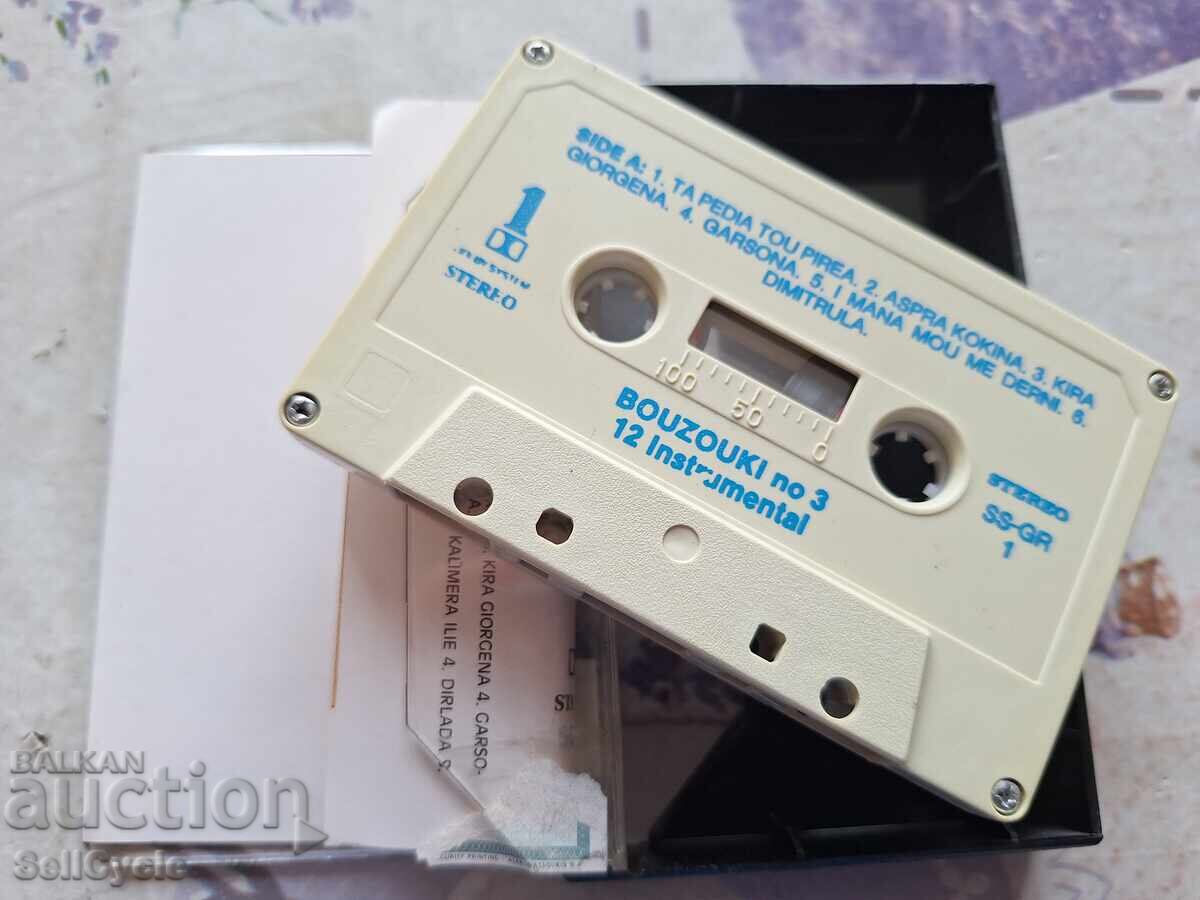 SIDE A: 1. TA PEDIA TOU PIREA. 2. ASPRA KOKINA. 3. KIRA
GIORGENA. 4. GARSONA. 5. I MANA MOU ME DERNI. 6.
DIMITRULA.
1
STEREO
100 50 0
BOUZOUKI no 3
12 Instrumental
STEREO
SS-GR
1
A
KIRA GIORGENA 4. GARSO-
KALIMERA ILIE 4. DIRLADA
BALKAN
auction
SellCycle